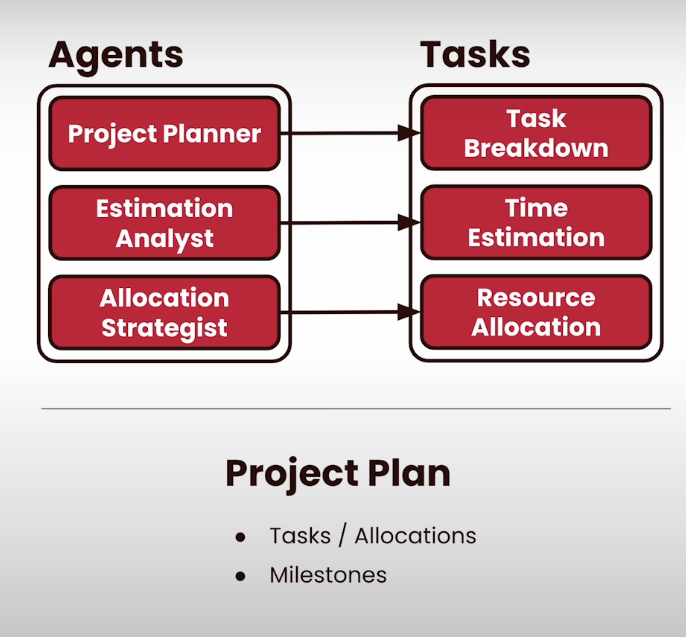 Agents
Tasks
Project Planner
Task
Breakdown
Estimation
Analyst
Time
Estimation
Allocation
Strategist
Resource
Allocation
Project Plan
● Tasks / Allocations
● Milestones